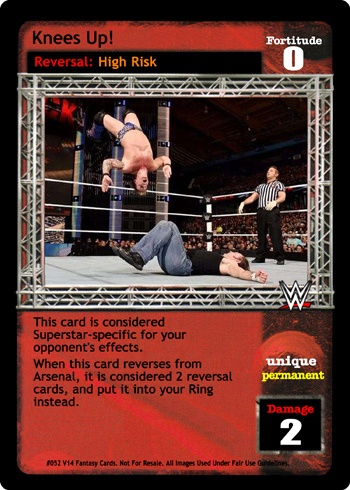 Knees Up!
Fortitude
0
Reversal: High Risk
W
This card is considered
Superstar-specific for your
opponent's effects.
When this card reverses from
Arsenal, it is considered 2 reversal
cards, and put it into your Ring
instead.
unique
permanent
Damage
2
#052 V14 Fantasy Cards. Not For Resale. All Images Used Under Fair Use Guidelines.